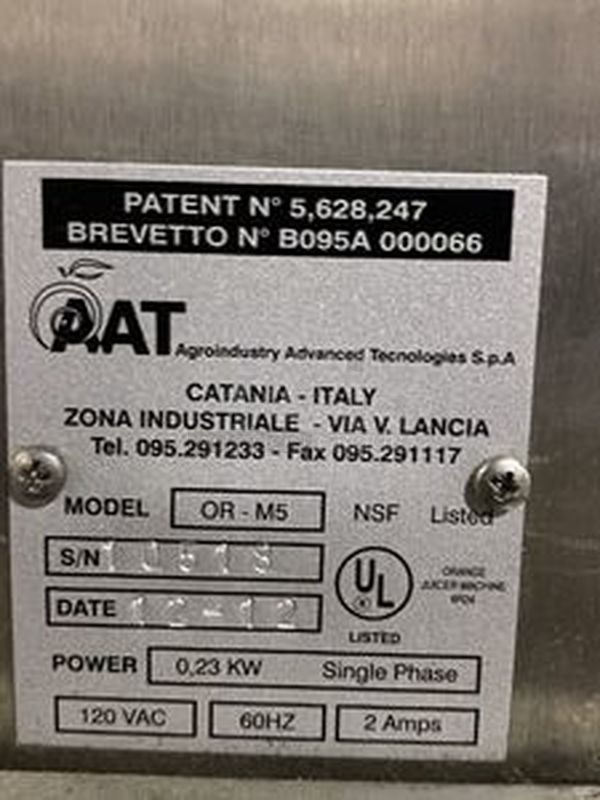 PATENT N° 5,628,247
BREVETTO N° B095A 000066
AAT Agroindustry Advanced Tecnologies S.p.A
CATANIA - ITALY
ZONA INDUSTRIALE - VIA V. LANCIA
Tel. 095.291233 - Fax 095.291117
MODEL OR - M5 NSF Listed
S/N
UL
ORANGE
JUICER MACHINE
DATE 12-12
LISTED
POWER 0,23 KW Single Phase
120 VAC 60HZ 2 Amps